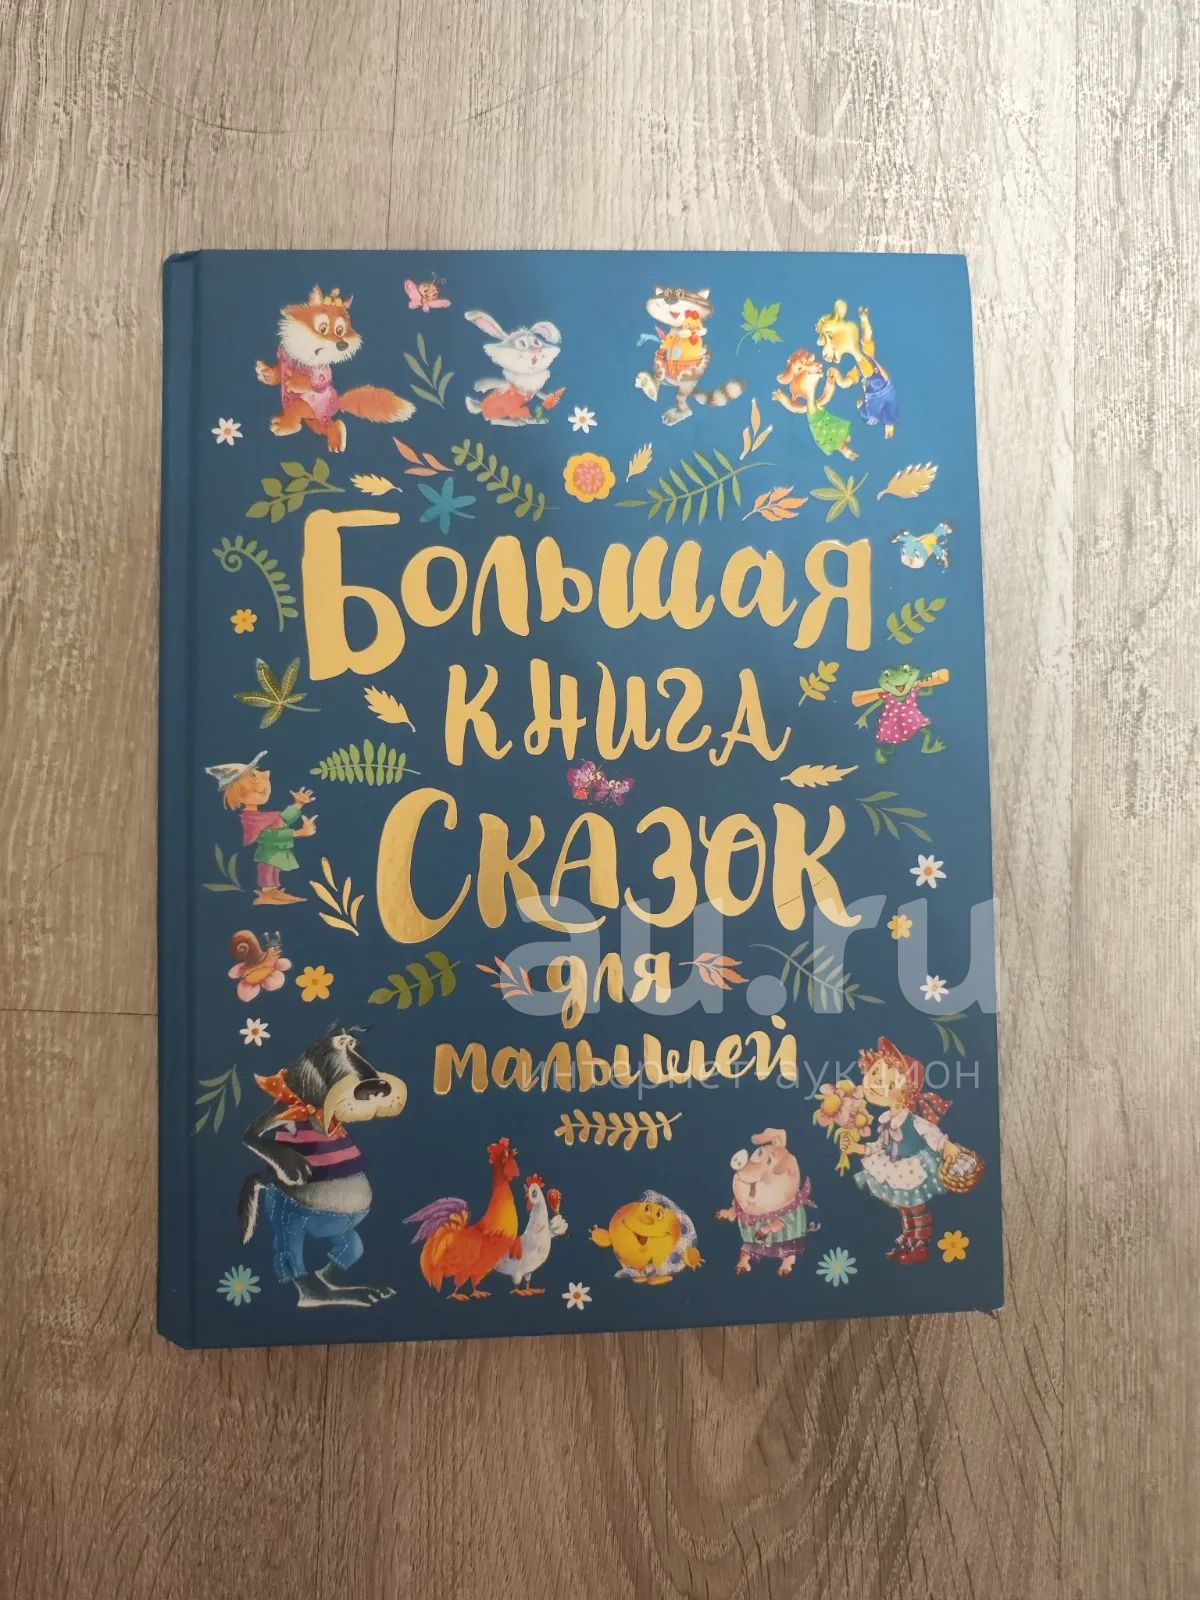 Большая
книга
Сказок
для
малышей
au.ru
интернет-аукцион